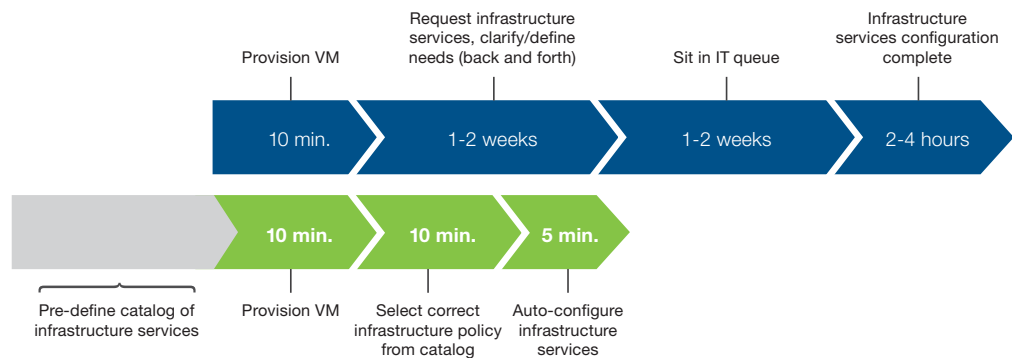 Provision VM
Request infrastructure
services, clarify/define
needs (back and forth)
Sit in IT queue
Infrastructure
services configuration
complete
10 min.
1-2 weeks
1-2 weeks
2-4 hours
10 min.
10 min.
5 min.
Pre-define catalog of
infrastructure services
Provision VM
Select correct
infrastructure policy
from catalog
Auto-configure
infrastructure
services